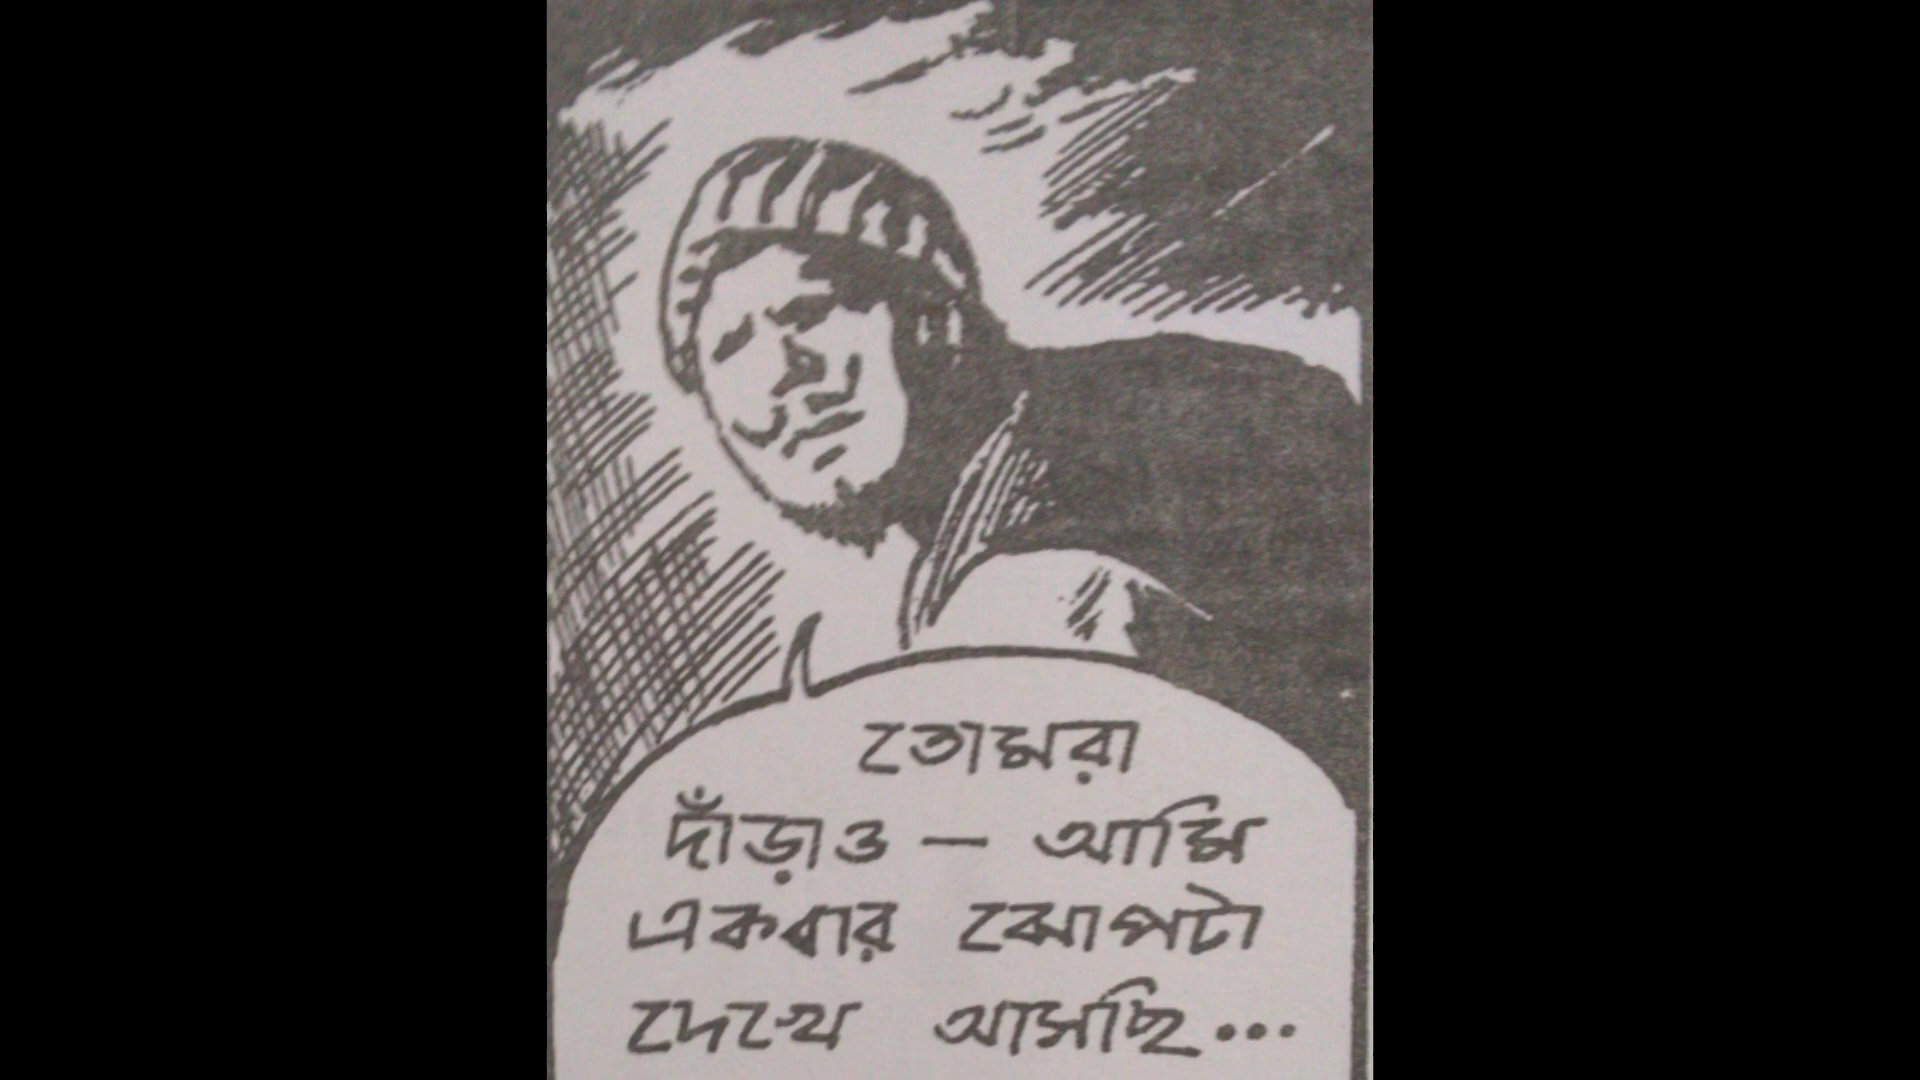 তোমরা
দাঁড়াও — আমি
একবার ঝোপটা
দেখে আসছি...